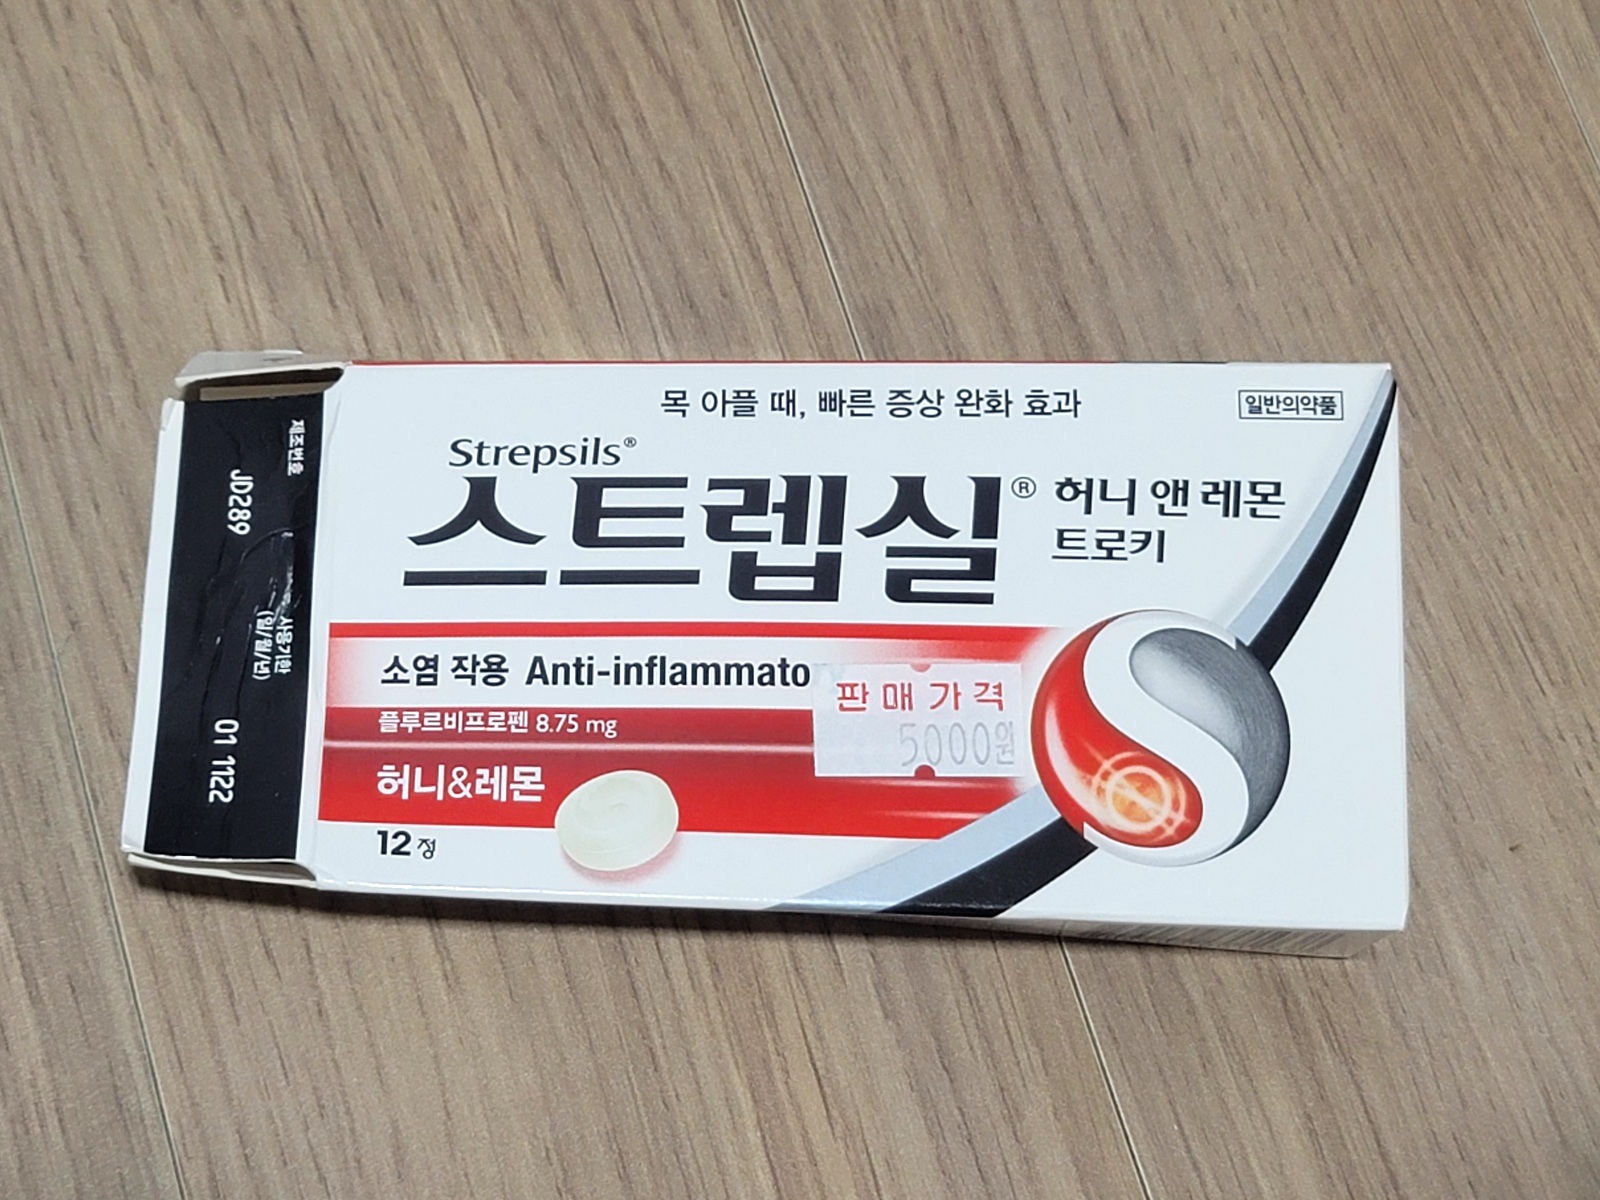 목 아플 때, 빠른 증상 완화 효과
일반의약품
Strepsils®
스트렙실® 허니 앤 레몬
트로키
소염 작용 Anti-inflammato
판매가격
5000원
플루르비프로펜 8.75 mg
허니&레몬
12정
제조번호
JD289
사용기한
(일/월/년)
01 1122